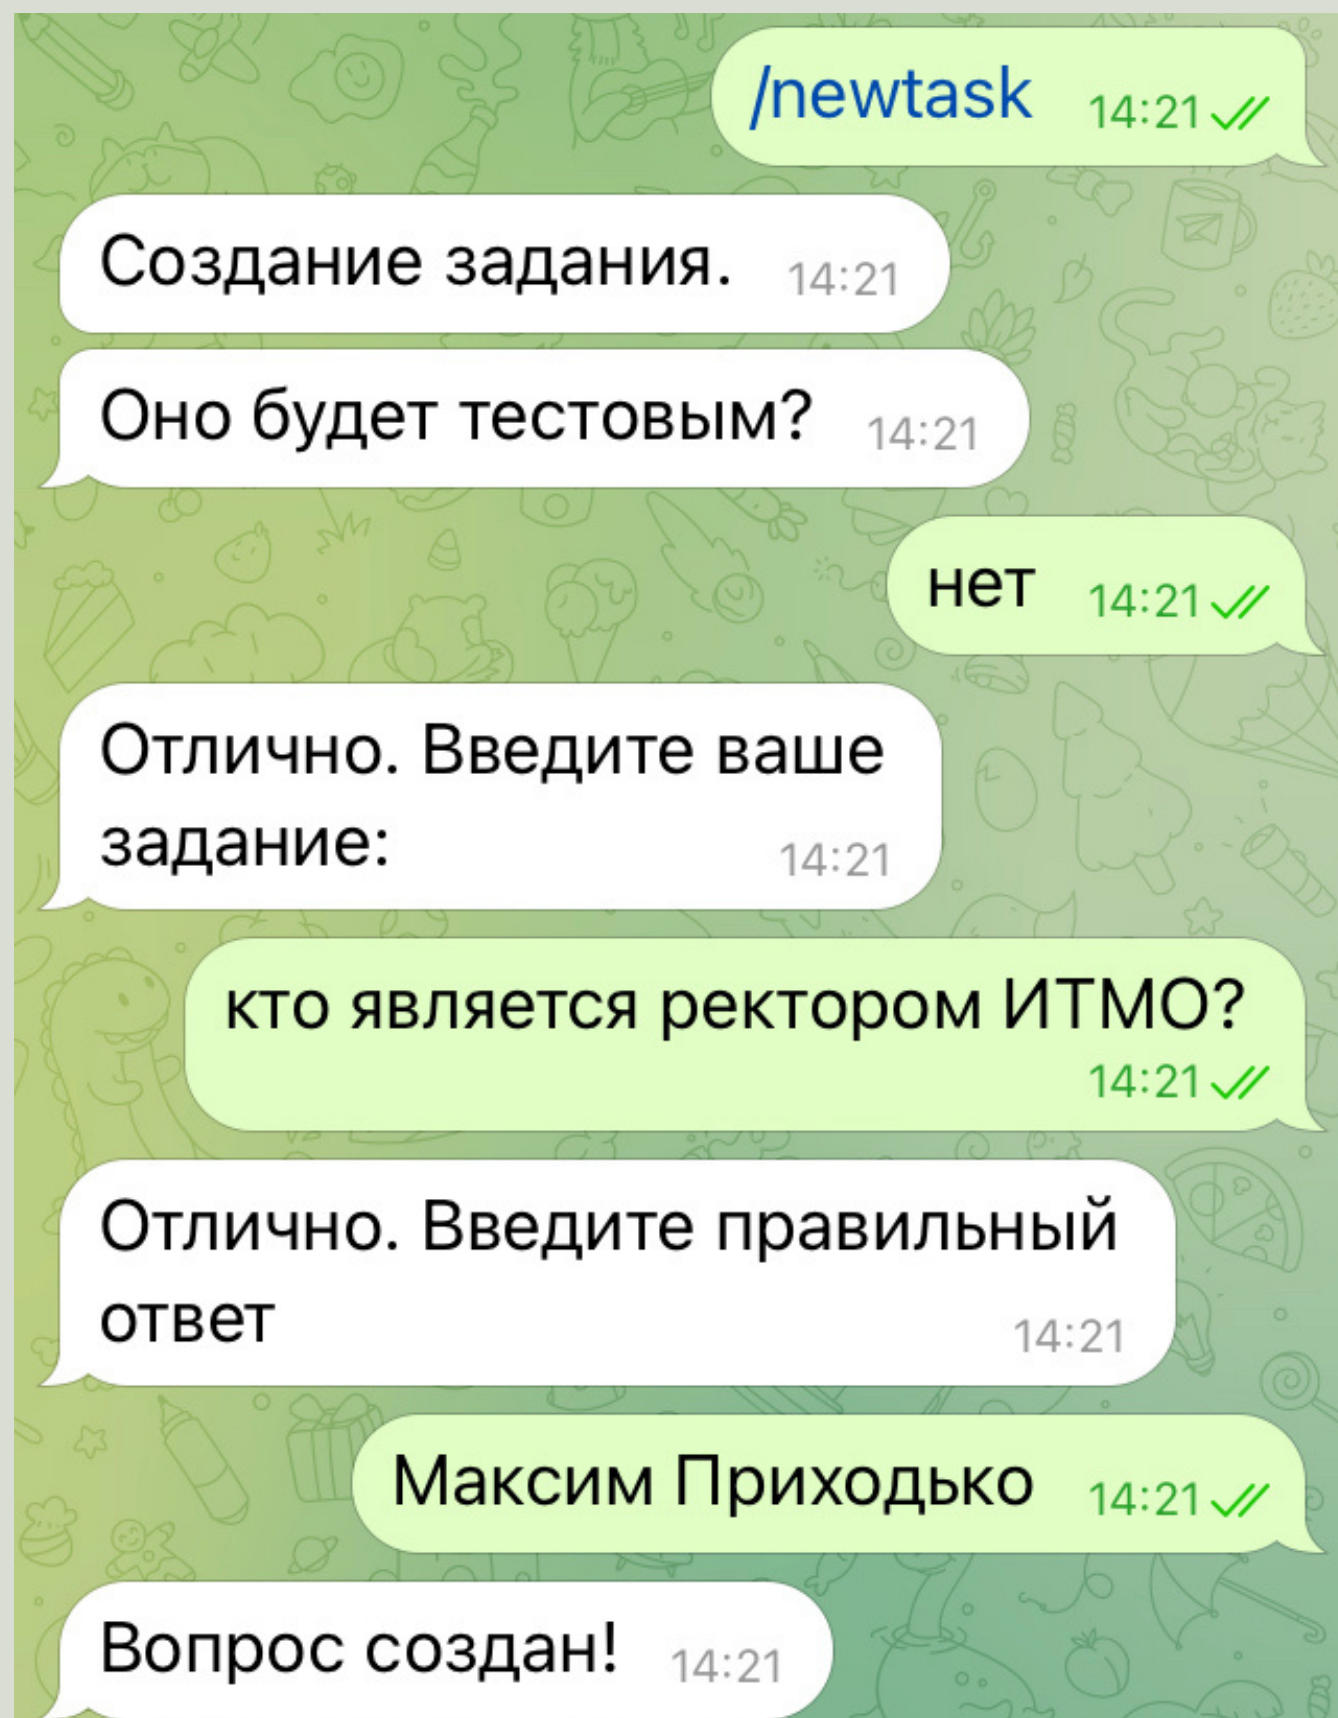 /newtask 14:21
Создание задания. 14:21
Оно будет тестовым? 14:21
нет 14:21
Отлично. Введите ваше
задание: 14:21
кто является ректором ИТМО?
14:21
Отлично. Введите правильный
ответ 14:21
Максим Приходько 14:21
Вопрос создан! 14:21